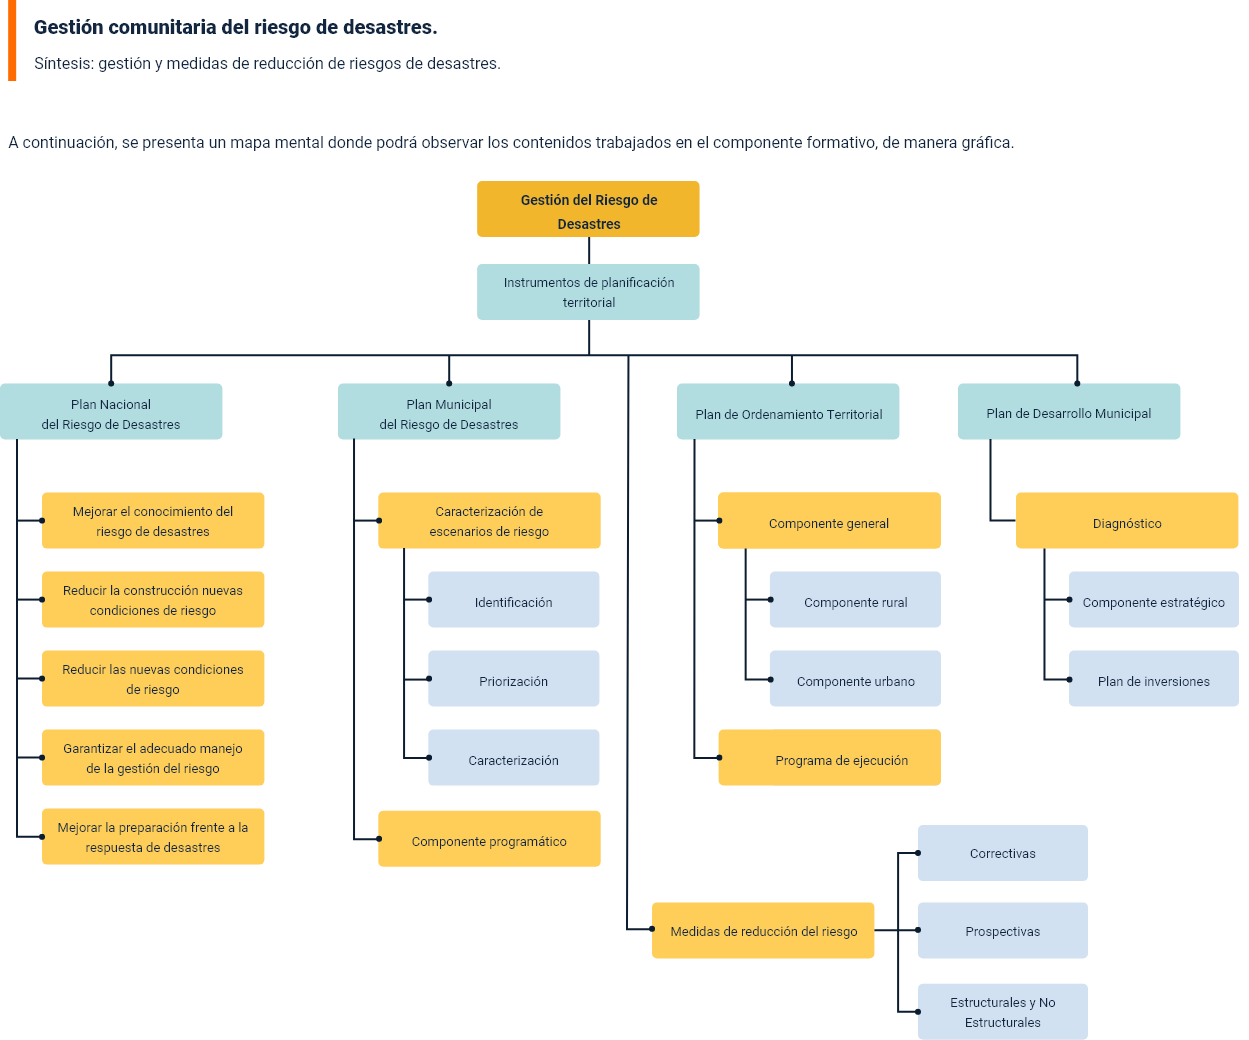 Gestión comunitaria del riesgo de desastres.
Síntesis: gestión y medidas de reducción de riesgos de desastres.
A continuación, se presenta un mapa mental donde podrá observar los contenidos trabajados en el componente formativo, de manera gráfica.
Gestión del Riesgo de
Desastres
Instrumentos de planificación
territorial
Plan Nacional
del Riesgo de Desastres
Mejorar el conocimiento del
riesgo de desastres
Reducir la construcción nuevas
condiciones de riesgo
Reducir las nuevas condiciones
de riesgo
Garantizar el adecuado manejo
de la gestión del riesgo
Mejorar la preparación frente a la
respuesta de desastres
Plan Municipal
del Riesgo de Desastres
Caracterización de
escenarios de riesgo
Identificación
Priorización
Caracterización
Componente programático
Plan de Ordenamiento Territorial
Componente general
Componente rural
Componente urbano
Programa de ejecución
Plan de Desarrollo Municipal
Diagnóstico
Componente estratégico
Plan de inversiones
Medidas de reducción del riesgo
Correctivas
Prospectivas
Estructurales y No
Estructurales